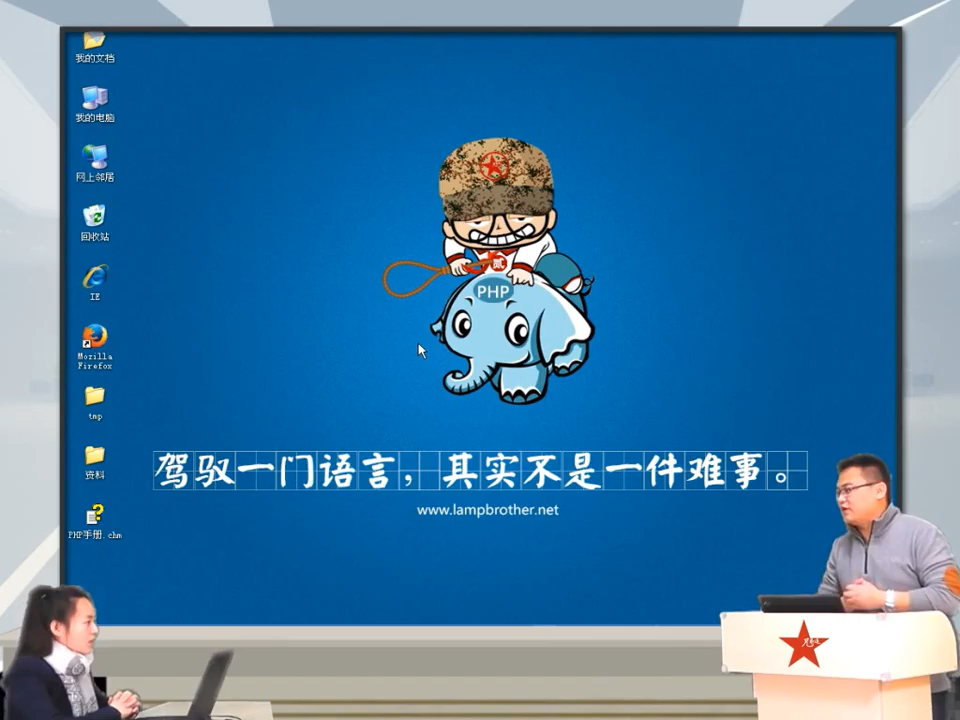 我的文档
我的电脑
网上邻居
回收站
IE
Mozilla
Firefox
tmp
资料
PHP手册.chm
PHP
驾驭一门语言，其实不是一件难事。
www.lampbrother.net